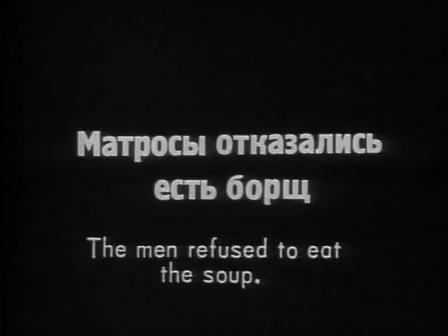 Матросы отказались
есть борщ
The men refused to eat
the soup.